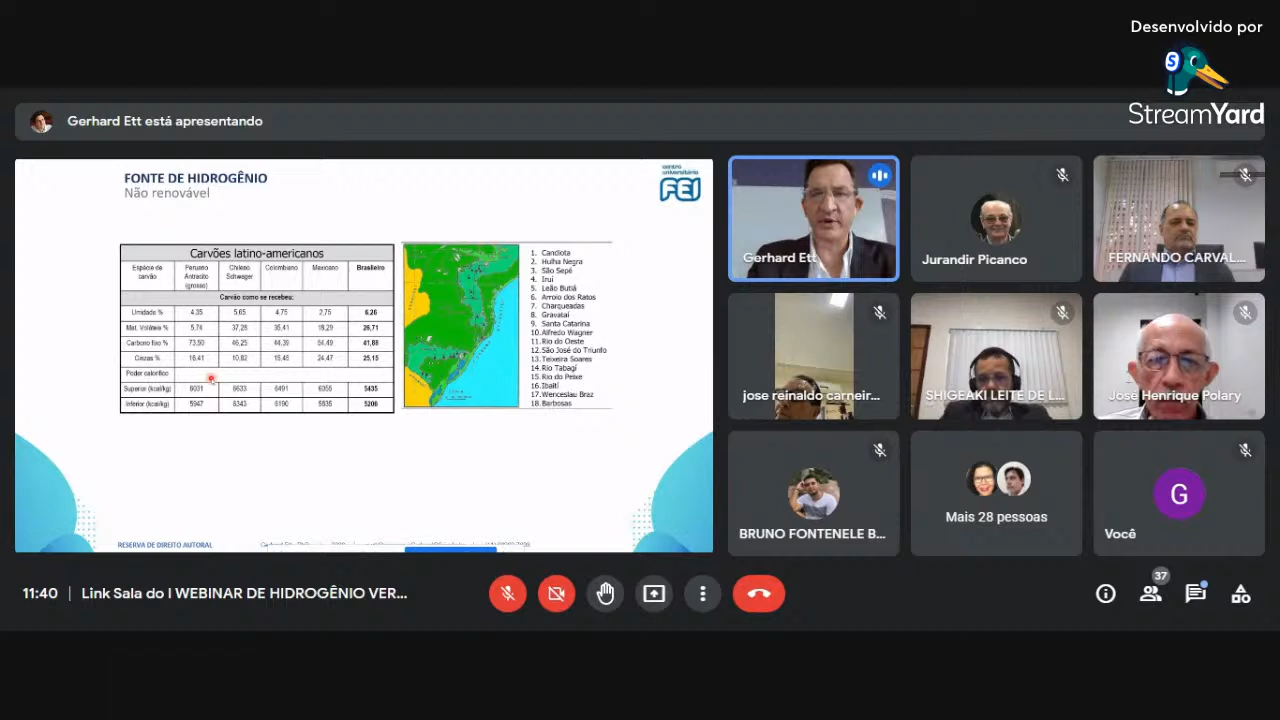 Desenvolvido por
StreamYard
Gerhard Ett está apresentando
FONTE DE HIDROGÊNIO
Não renovável
centro universitário
FEI
Carvões latino-americanos
Espécie de carvão Peruano Antracito (grosso) Chileno Schwager Colombiano Mexicano Brasileiro
Carvão como se recebeu:
Umidade % 4,35 5,65 4,75 2,75 6,26
Mat. Voláteis % 5,74 37,28 35,41 18,29 26,71
Carbono fixo % 73,50 46,25 44,39 54,49 41,88
Cinzas % 16,41 10,82 15,45 24,47 25,15
Poder calorífico
Superior (kcal/kg) 6031 6633 6491 6355 5435
Inferior (kcal/kg) 5947 6343 6190 5206
1. Candiota
2. Hulha Negra
3. São Sepé
4. Iruí
5. Leão Butiá
6. Arroio dos Ratos
7. Charqueadas
8. Gravataí
9. Santa Catarina
10. Alfredo Wagner
11. Rio do Oeste
12. São José do Triunfo
13. Teixeira Soares
14. Rio Tabagi
15. Rio do Peixe
16. Ibaiti
17. Wenceslau Braz
18. Barbosas
RESERVA DE DIREITO AUTORAL
Gerhard Ett
Jurandir Picanco
FERNANDO CARVAL...
jose reinaldo carneir...
SHIGEAKI LEITE DE L...
José Henrique Polary
BRUNO FONTENELE B...
Mais 28 pessoas
G
Você
11:40 | Link Sala do I WEBINAR DE HIDROGÊNIO VER...
37